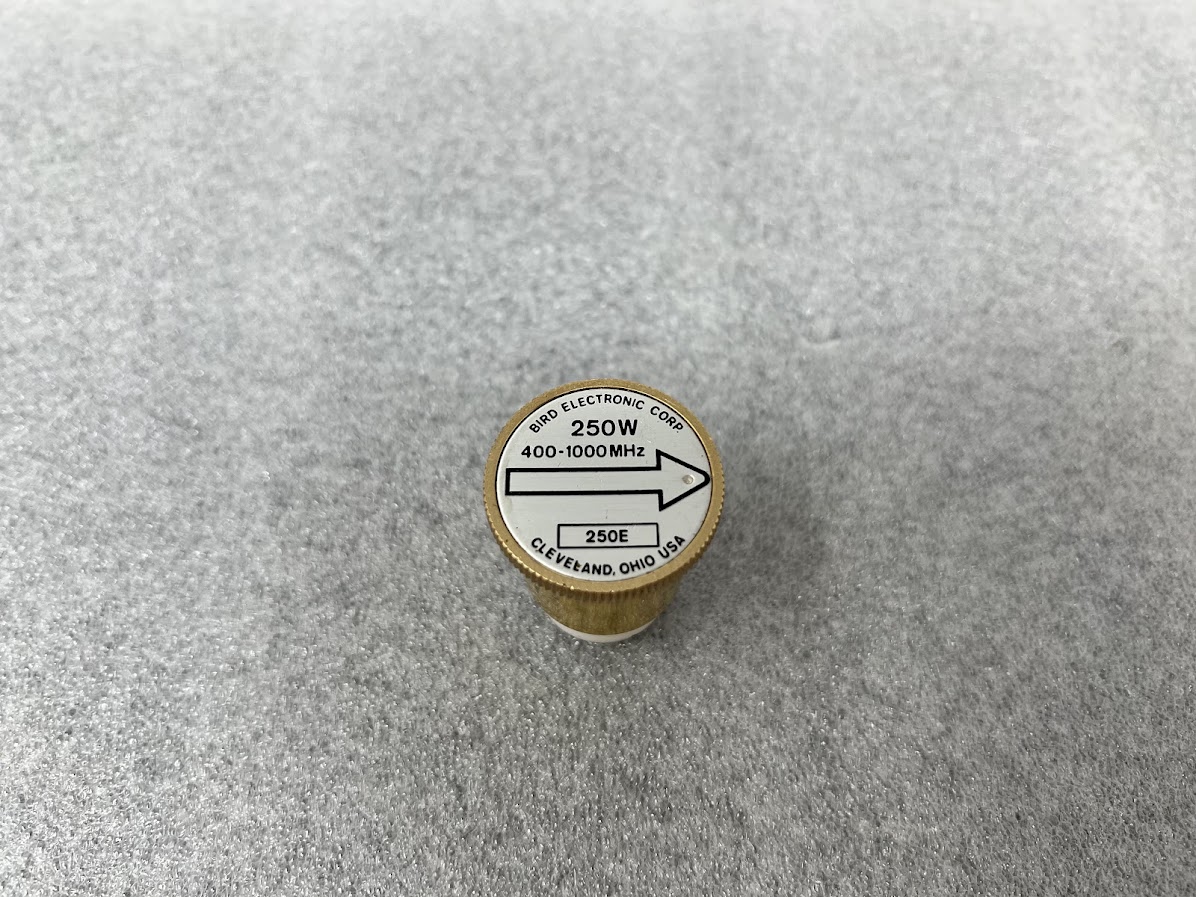 BIRD ELECTRONIC CORP.
250W
400-1000MHz
250E
CLEVELAND, OHIO USA